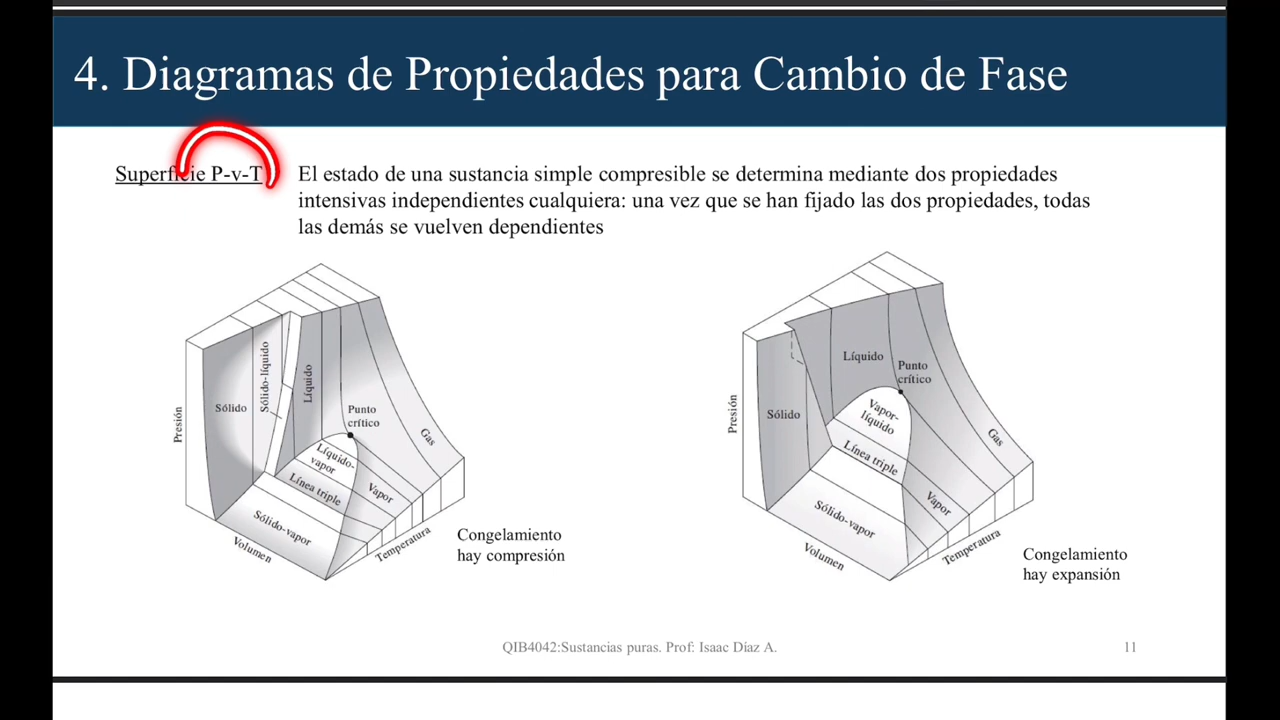 4. Diagramas de Propiedades para Cambio de Fase
Superficie P-v-T
El estado de una sustancia simple compresible se determina mediante dos propiedades
intensivas independientes cualquiera: una vez que se han fijado las dos propiedades, todas
las demás se vuelven dependientes
Presión
Sólido
Sólido-líquido
Líquido
Punto
crítico
Gas
Líquido-
vapor
Línea triple
Vapor
Sólido-vapor
Volumen
Temperatura
Congelamiento
hay compresión
Presión
Sólido
Líquido
Punto
crítico
Vapor-
líquido
Gas
Línea triple
Vapor
Sólido-vapor
Volumen
Temperatura
Congelamiento
hay expansión
QIB4042:Sustancias puras. Prof: Isaac Díaz A.
11